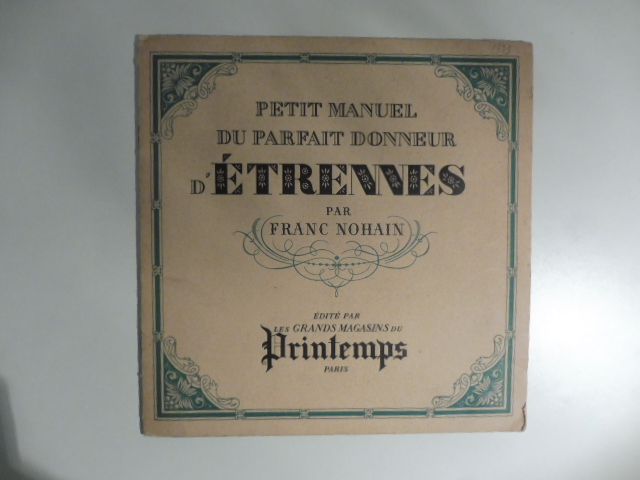 PETIT MANUEL
DU PARFAIT DONNEUR
D'ÉTRENNES
PAR
FRANC NOHAIN
ÉDITÉ PAR
LES GRANDS MAGASINS DU
Printemps
PARIS